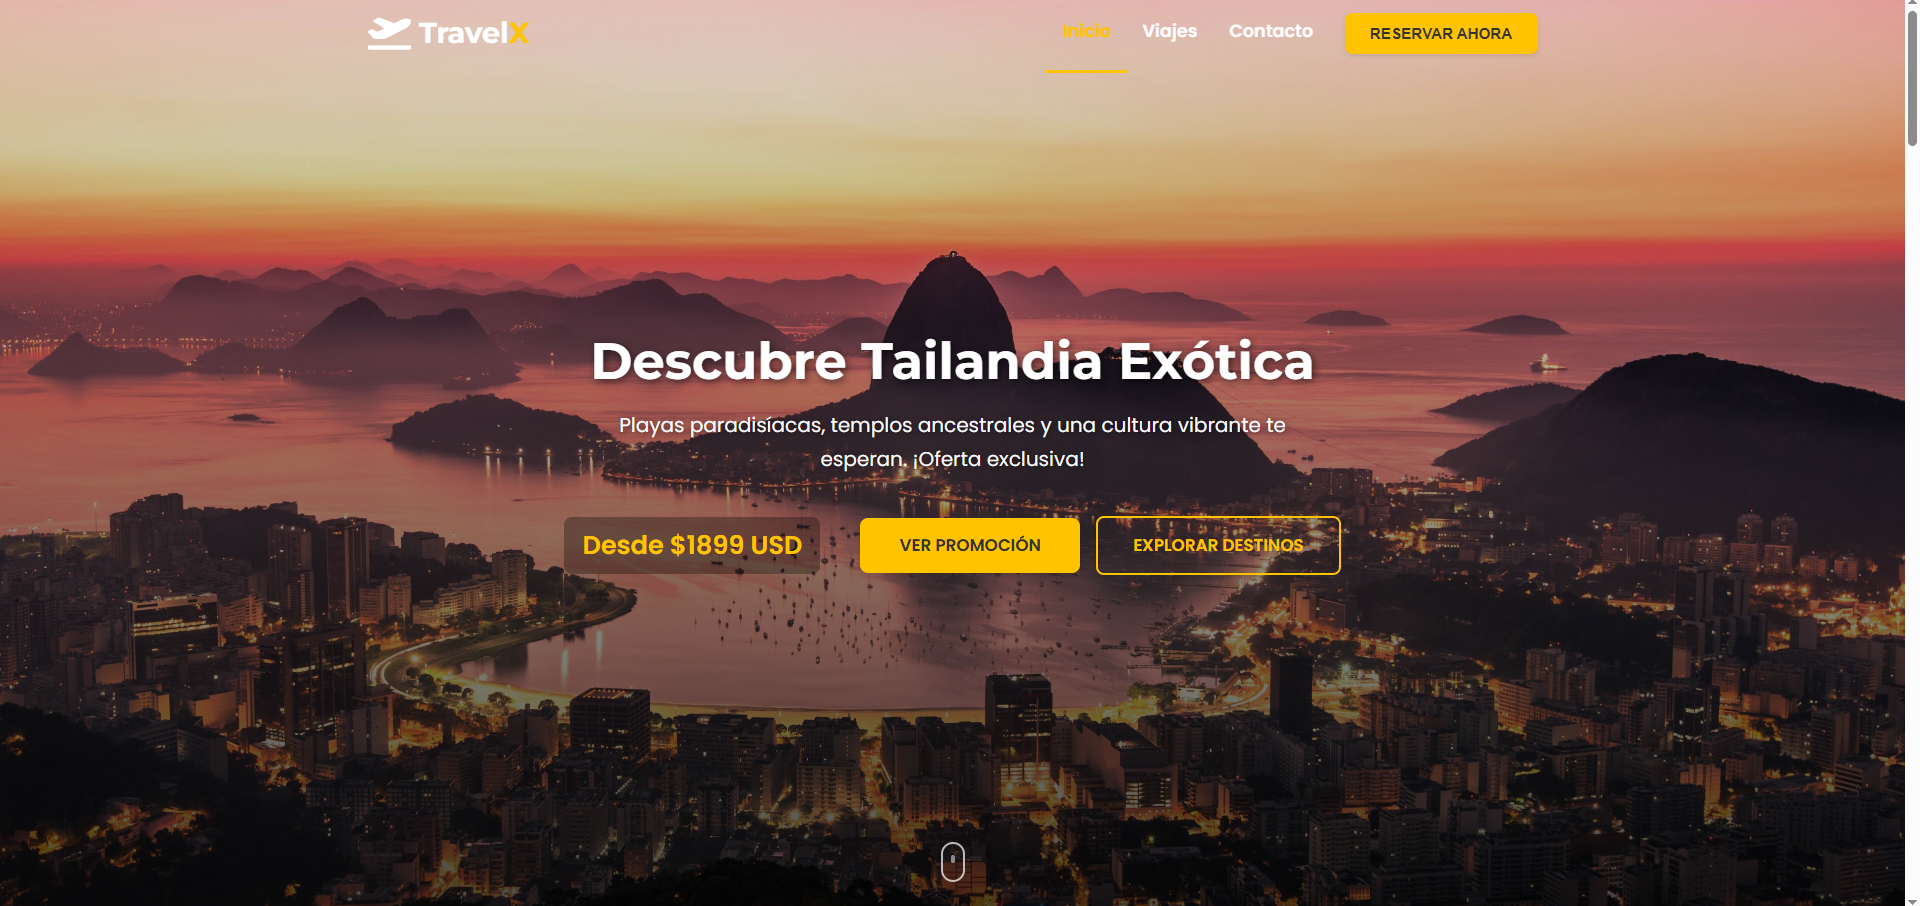 TravelX
Inicio
Viajes
Contacto
RESERVAR AHORA
Descubre Tailandia Exótica
Playas paradisíacas, templos ancestrales y una cultura vibrante te
esperan. ¡Oferta exclusiva!
Desde $1899 USD
VER PROMOCIÓN
EXPLORAR DESTINOS